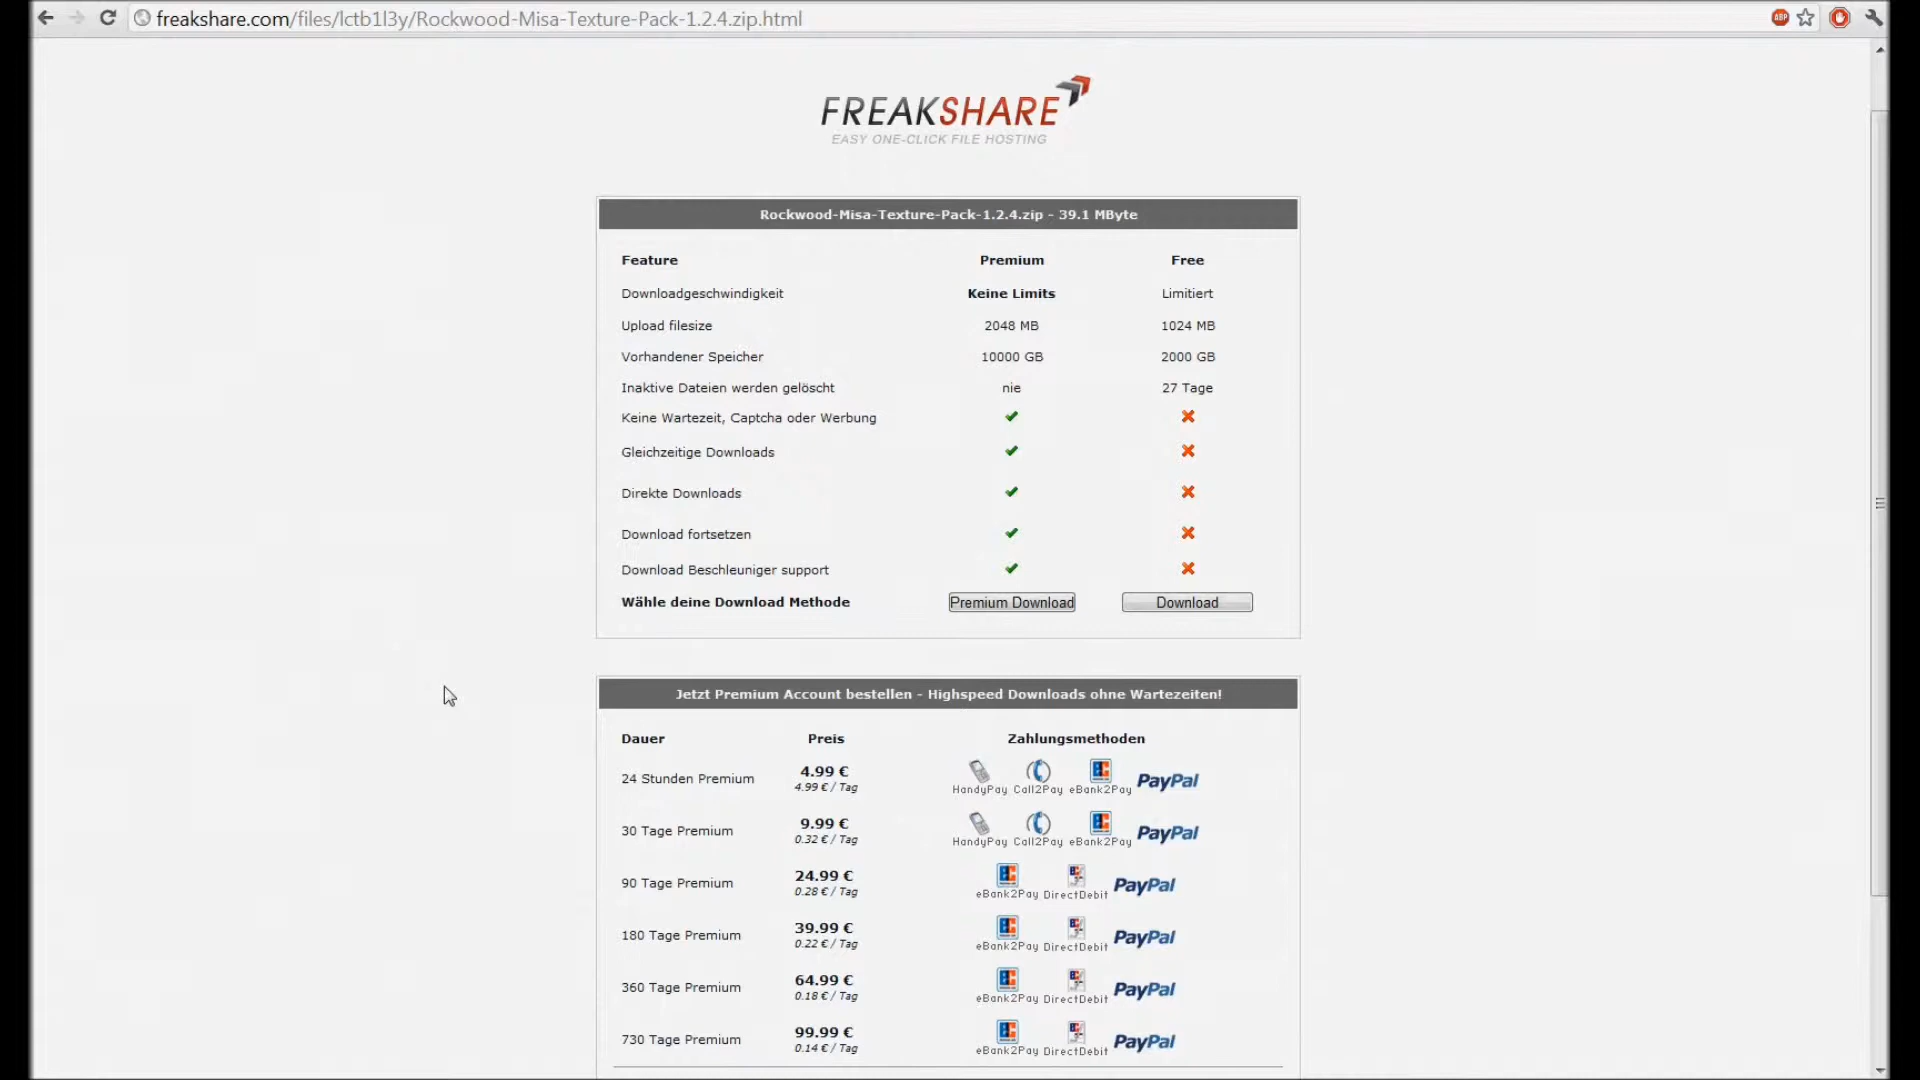 freakshare.com/files/lctb1l3y/Rockwood-Misa-Texture-Pack-1.2.4.zip.html
ABP
FREAKSHARE
EASY ONE-CLICK FILE HOSTING
Rockwood-Misa-Texture-Pack-1.2.4.zip - 39.1 MByte
Feature Premium Free
Downloadgeschwindigkeit Keine Limits Limitiert
Upload filesize 2048 MB 1024 MB
Vorhandener Speicher 10000 GB 2000 GB
Inaktive Dateien werden gelöscht nie 27 Tage
Keine Wartezeit, Captcha oder Werbung
Gleichzeitige Downloads
Direkte Downloads
Download fortsetzen
Download Beschleuniger support
Wähle deine Download Methode Premium Download Download
Jetzt Premium Account bestellen - Highspeed Downloads ohne Wartezeiten!
Dauer Preis Zahlungsmethoden
24 Stunden Premium 4.99 € PayPal
4.99 € / Tag HandyPay Call2Pay eBank2Pay
30 Tage Premium 9.99 € PayPal
0.32 € / Tag HandyPay Call2Pay eBank2Pay
90 Tage Premium 24.99 € PayPal
0.28 € / Tag eBank2Pay DirectDebit
180 Tage Premium 39.99 € PayPal
0.22 € / Tag eBank2Pay DirectDebit
360 Tage Premium 64.99 € PayPal
0.18 € / Tag eBank2Pay DirectDebit
730 Tage Premium 99.99 € PayPal
0.14 € / Tag eBank2Pay DirectDebit